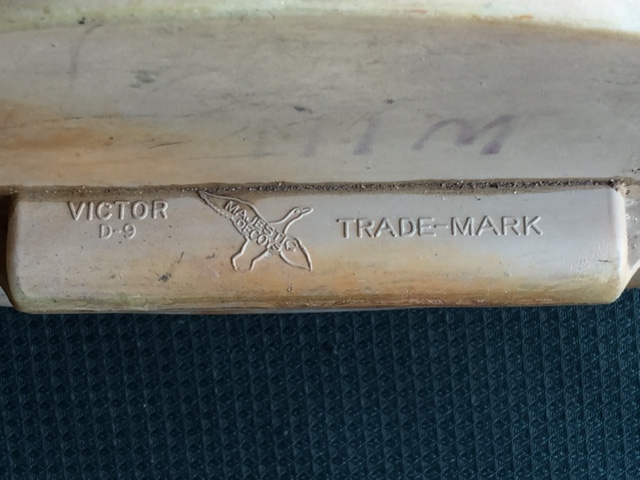 VICTOR
D-9
MAJESTIC
DECOYS
TRADE-MARK